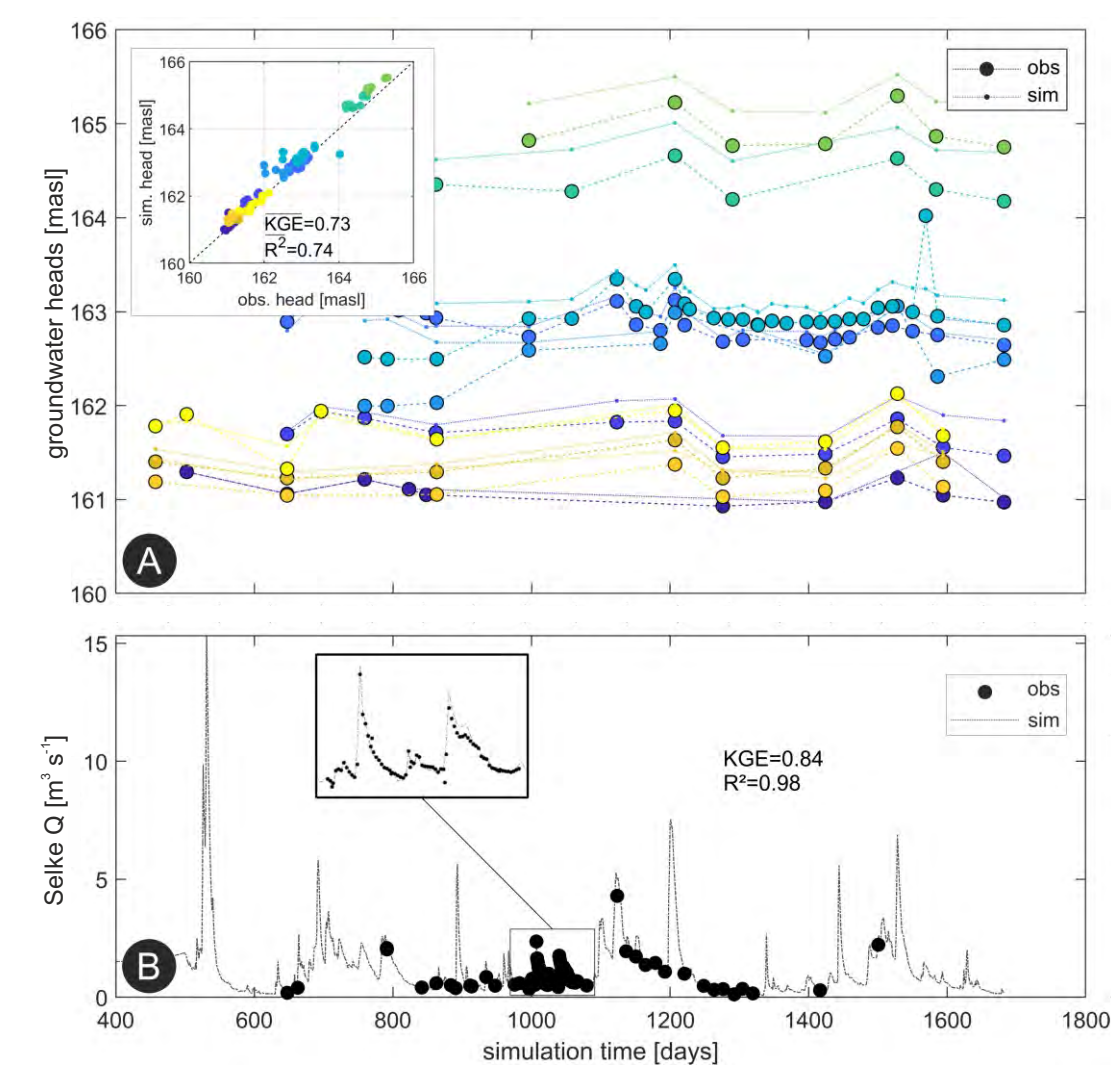 166
165
164
163
162
161
160
groundwater heads [masl]
obs
sim
166
164
162
160
sim. head [masl]
KGE=0.73
R2=0.74
160 162 164 166
obs. head [masl]
A
15
10
5
0
Selke Q [m3 s-1]
obs
sim
KGE=0.84
R²=0.98
B
400 600 800 1000 1200 1400 1600 1800
simulation time [days]